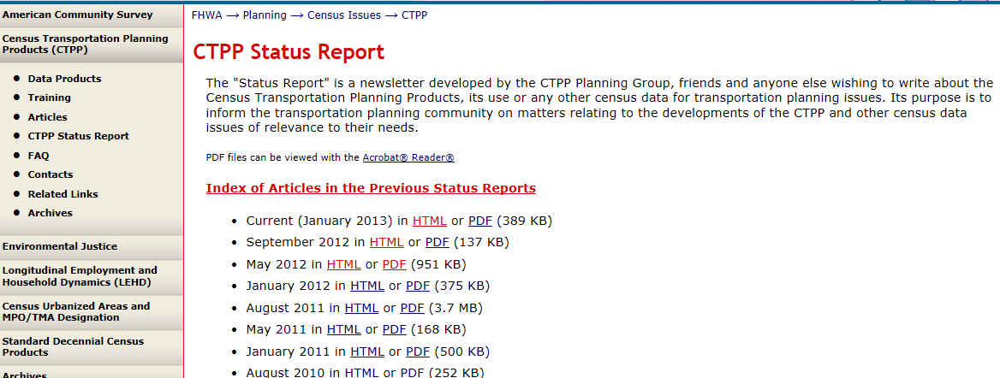 American Community Survey
Census Transportation Planning
Products (CTPP)
Data Products
Training
Articles
CTPP Status Report
FAQ
Contacts
Related Links
Archives
Environmental Justice
Longitudinal Employment and
Household Dynamics (LEHD)
Census Urbanized Areas and
MPO/TMA Designation
Standard Decennial Census
Products
Archives
FHWA → Planning → Census Issues → CTPP
CTPP Status Report
The "Status Report" is a newsletter developed by the CTPP Planning Group, friends and anyone else wishing to write about the
Census Transportation Planning Products, its use or any other census data for transportation planning issues. Its purpose is to
inform the transportation planning community on matters relating to the developments of the CTPP and other census data
issues of relevance to their needs.
PDF files can be viewed with the Acrobat® Reader®
Index of Articles in the Previous Status Reports
Current (January 2013) in HTML or PDF (389 KB)
September 2012 in HTML or PDF (137 KB)
May 2012 in HTML or PDF (951 KB)
January 2012 in HTML or PDF (375 KB)
August 2011 in HTML or PDF (3.7 MB)
May 2011 in HTML or PDF (168 KB)
January 2011 in HTML or PDF (500 KB)
August 2010 in HTML or PDF (252 KB)